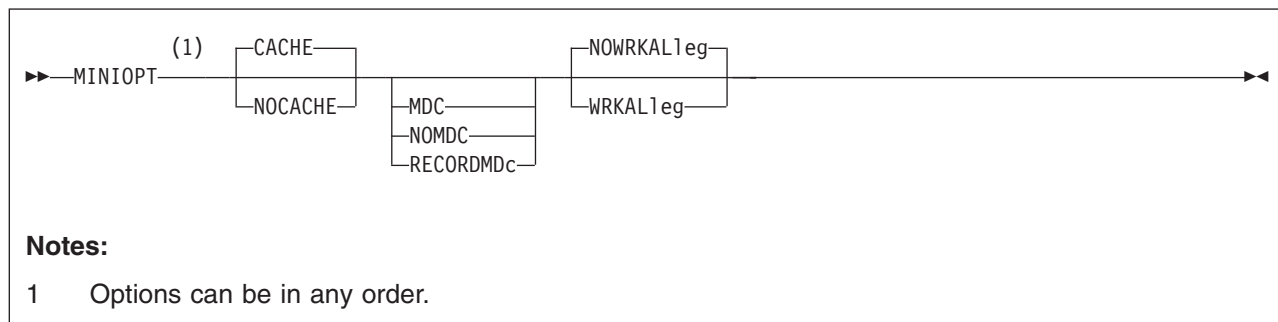 (1) CACHE NOWRKALleg
MINIOPT
NOCACHE MDC WRKALleg
NOMDC
RECORDMDc
Notes:
1 Options can be in any order.